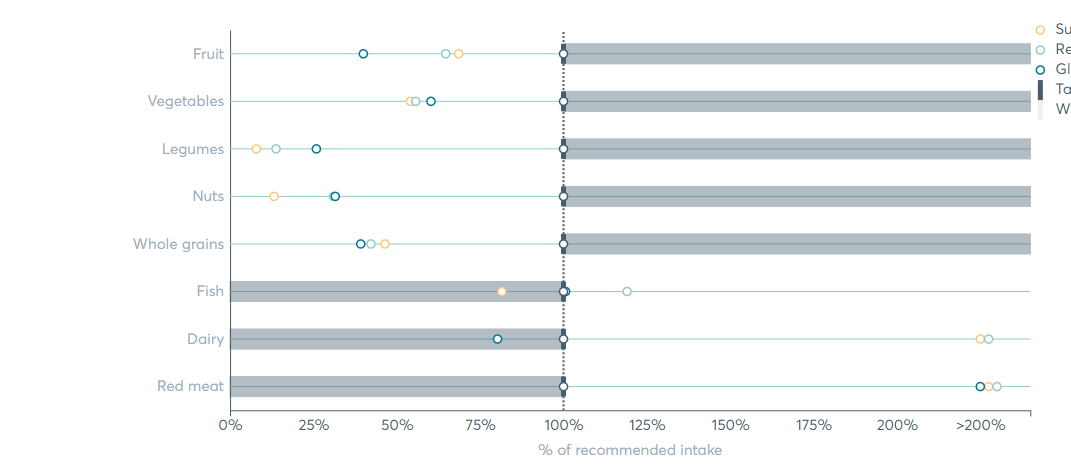 Fruit
Vegetables
Legumes
Nuts
Whole grains
Fish
Dairy
Red meat
0% 25% 50% 75% 100% 125% 150% 175% 200% >200%
% of recommended intake
Su
Re
Gl
Ta
W